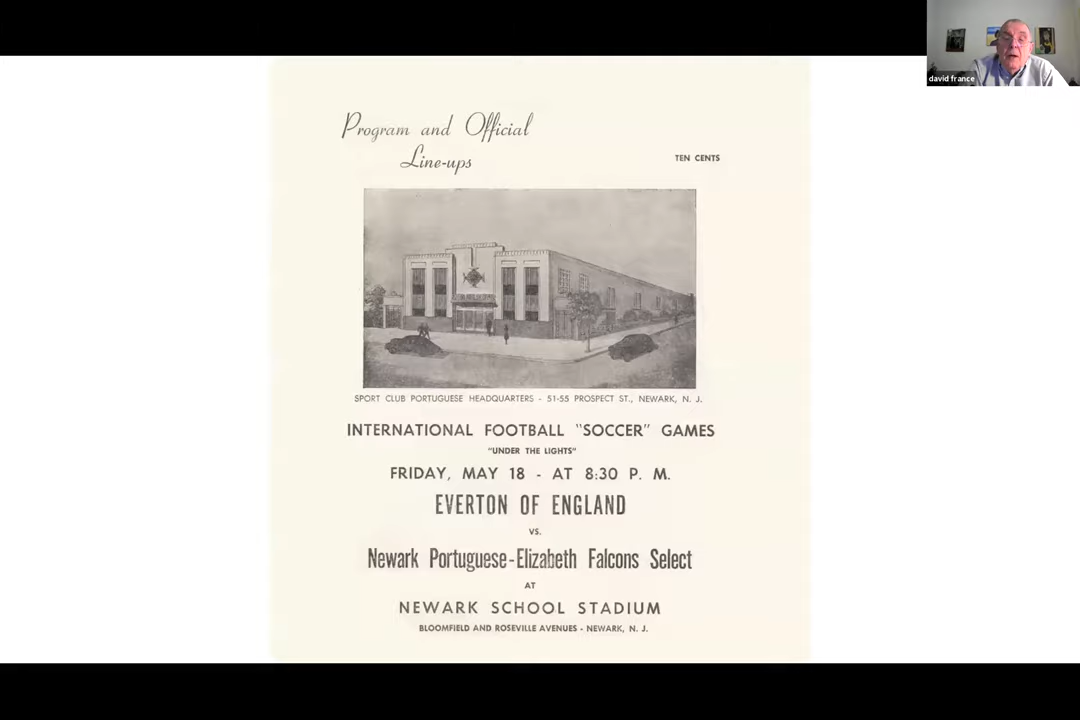 david france
Program and Official
Line-ups
TEN CENTS
SPORT CLUB PORTUGUESE HEADQUARTERS - 51-55 PROSPECT ST., NEWARK, N. J.
INTERNATIONAL FOOTBALL "SOCCER" GAMES
"UNDER THE LIGHTS"
FRIDAY, MAY 18 - AT 8:30 P. M.
EVERTON OF ENGLAND
VS.
Newark Portuguese-Elizabeth Falcons Select
AT
NEWARK SCHOOL STADIUM
BLOOMFIELD AND ROSEVILLE AVENUES - NEWARK, N. J.